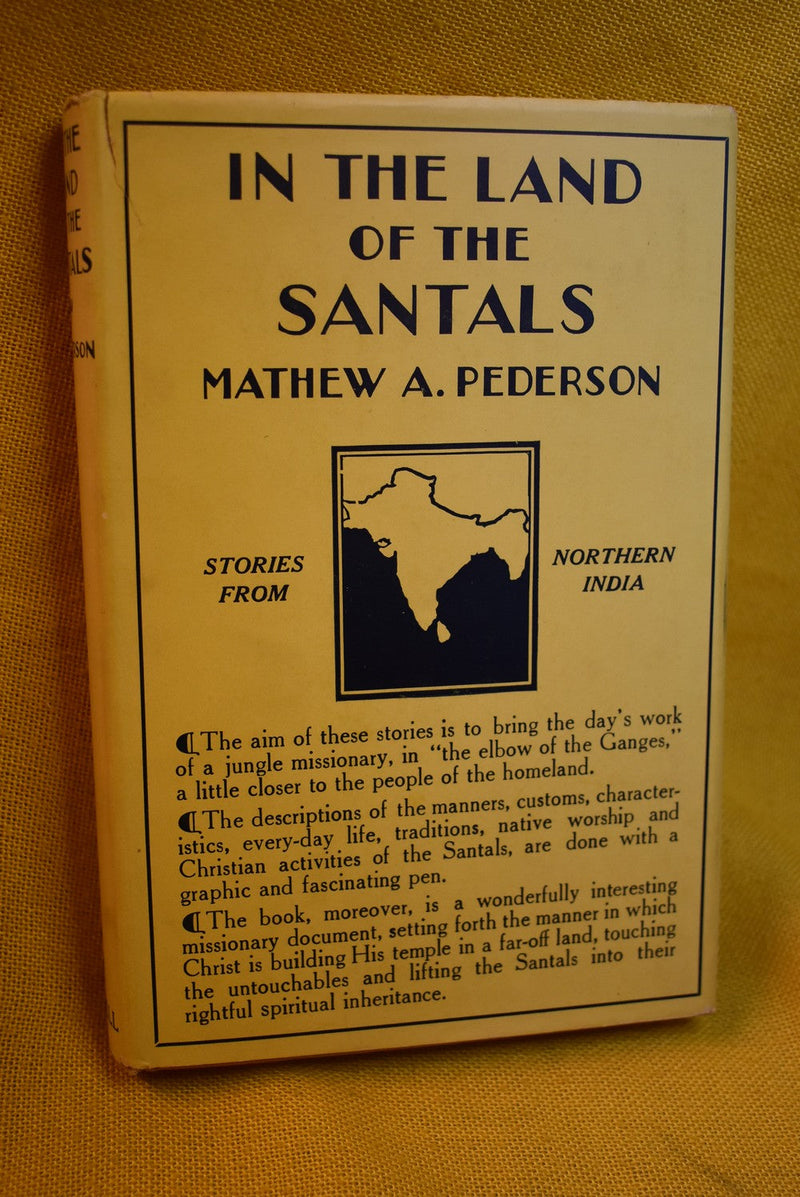 IN THE LAND
OF THE
SANTALS
MATHEW A. PEDERSON
STORIES
FROM
NORTHERN
INDIA
¶The aim of these stories is to bring the day's work
of a jungle missionary, in "the elbow of the Ganges,"
a little closer to the people of the homeland.
¶The descriptions of the manners, customs, character-
istics, every-day life, traditions, native worship and
Christian activities of the Santals, are done with a
graphic and fascinating pen.
¶The book, moreover, is a wonderfully interesting
missionary document, setting forth the manner in which
Christ is building His temple in a far-off land, touching
the untouchables and lifting the Santals into their
rightful spiritual inheritance.